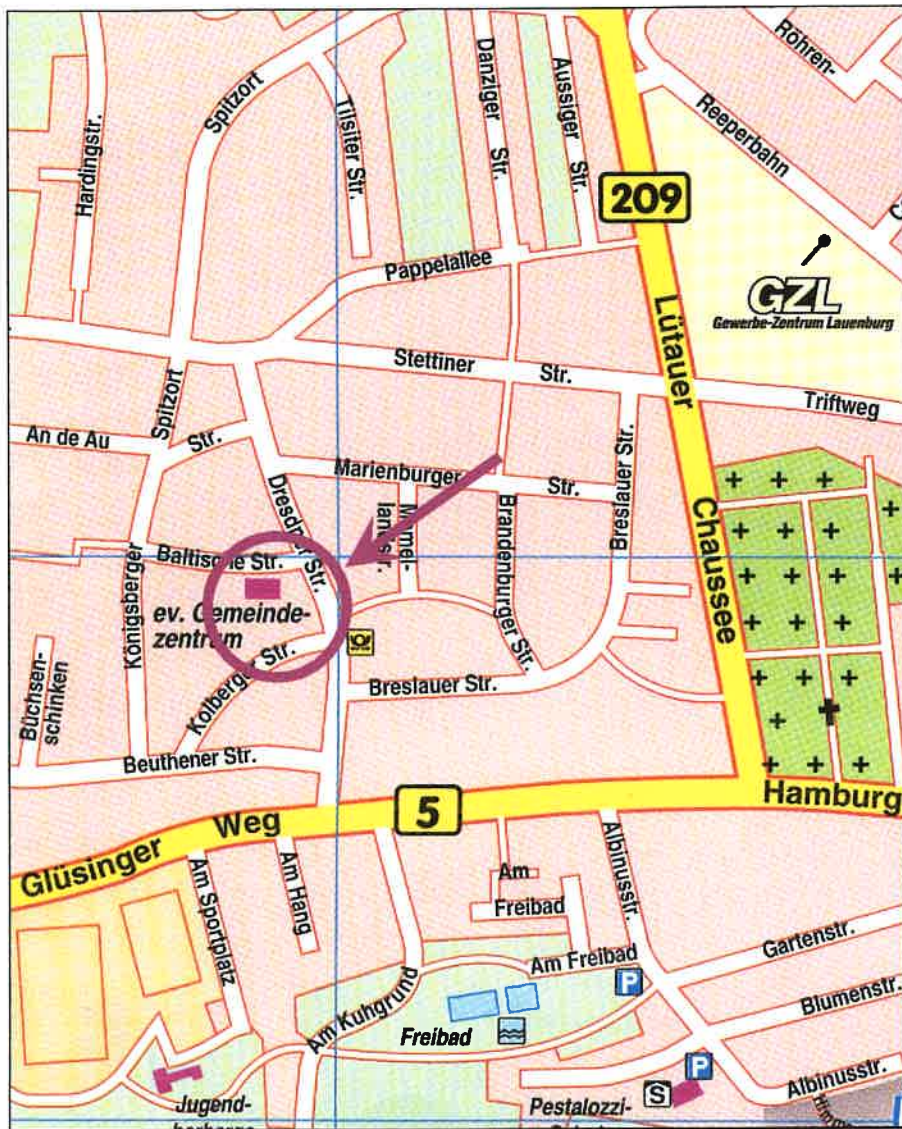 Röhren-
Spitzort
Danziger Str.
Aussiger Str.
Hardingstr.
Tilsiter Str.
Reeperbahn
209
Pappelallee
GZL
Gewerbe-Zentrum Lauenburg
Lütauer
Stettiner Str.
Spitzort
Triftweg
An de Au
Str.
Marienburger Str.
Breslauer Str.
Dresdner Str.
Brandenburger Str.
Chaussee
Baltische Str.
Königsberger
ev. Gemeinde-
zentrum
Kolberger Str.
Büchsen-
schinken
Breslauer Str.
Beuthener Str.
Hamburg
5
Glüsinger Weg
Am Sportplatz
Am Hang
Albinusstr.
Am
Freibad
Gartenstr.
Am Freibad
P
Am Kuhgrund
Blumenstr.
Freibad
P
S
Albinusstr.
Jugend-
Pestalozzi-